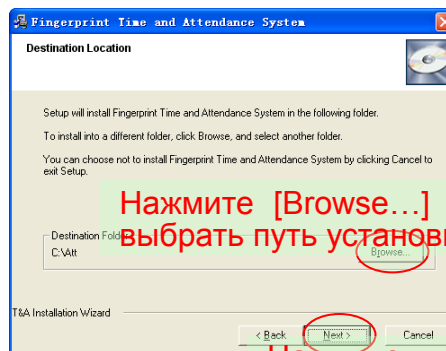 Fingerprint Time and Attendance System
Destination Location
Setup will install Fingerprint Time and Attendance System in the following folder.
To install into a different folder, click Browse, and select another folder.
You can choose not to install Fingerprint Time and Attendance System by clicking Cancel to
exit Setup.
Нажмите [Browse...]
выбрать путь установ
Destination Folder
C:\Att
Browse...
T&A Installation Wizard
< Back
Next >
Cancel